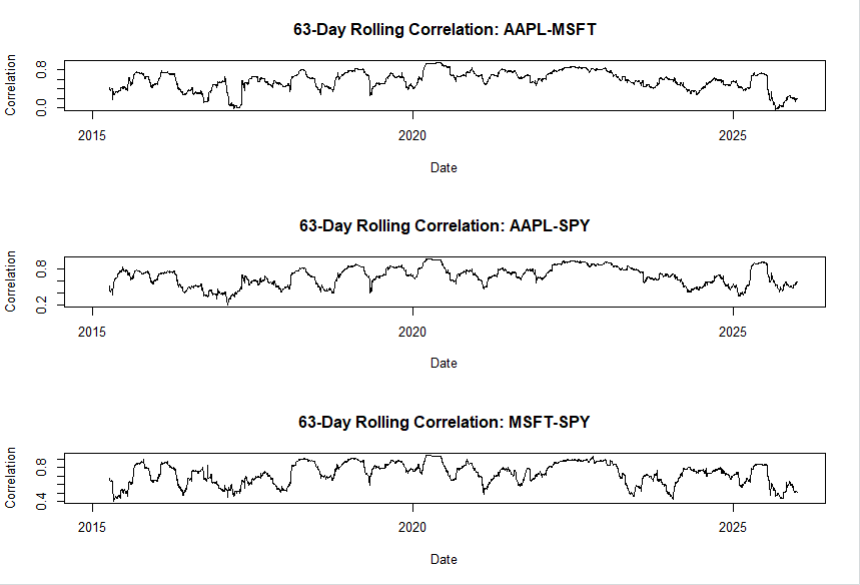 63-Day Rolling Correlation: AAPL-MSFT
Correlation
0.8
0.0
2015 2020 2025
Date
63-Day Rolling Correlation: AAPL-SPY
Correlation
0.8
0.2
2015 2020 2025
Date
63-Day Rolling Correlation: MSFT-SPY
Correlation
0.8
0.4
2015 2020 2025
Date